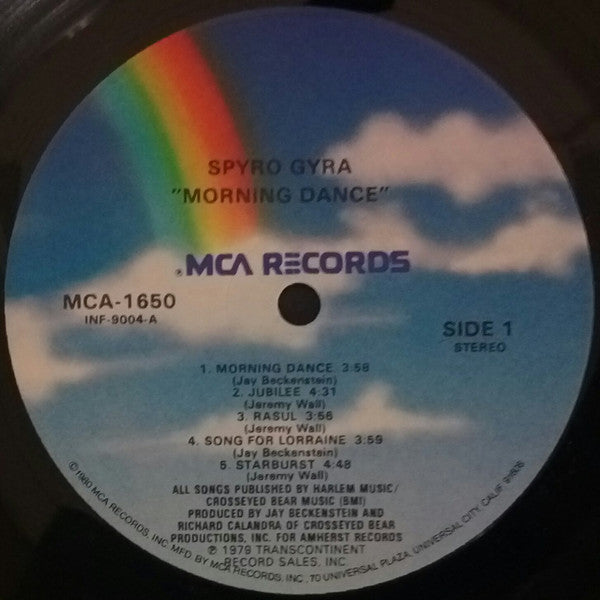 SPYRO GYRA
"MORNING DANCE"
®MCA RECORDS
MCA-1650
INF-9004-A
SIDE 1
STEREO
1. MORNING DANCE 3:58
(Jay Beckenstein)
2. JUBILEE 4:31
(Jeremy Wall)
3. RASUL 3:56
(Jeremy Wall)
4. SONG FOR LORRAINE 3:59
(Jay Beckenstein)
5. STARBURST 4:48
(Jeremy Wall)
ALL SONGS PUBLISHED BY HARLEM MUSIC/
CROSSEYED BEAR MUSIC (BMI)
PRODUCED BY JAY BECKENSTEIN AND
RICHARD CALANDRA OF CROSSEYED BEAR
PRODUCTIONS, INC. FOR AMHERST RECORDS
℗ 1979 TRANSCONTINENT
RECORD SALES, INC.
©1980 MCA RECORDS, INC. MFD. BY MCA RECORDS, INC., 70 UNIVERSAL PLAZA, UNIVERSAL CITY, CALIF. 91608